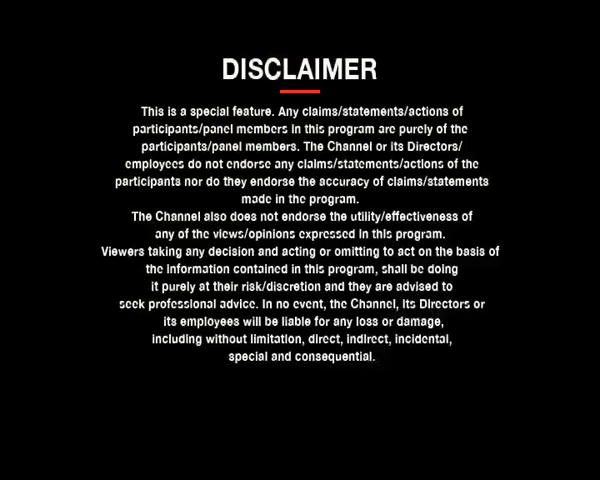 DISCLAIMER
This is a special feature. Any claims/statements/actions of
participants/panel members in this program are purely of the
participants/panel members. The Channel or its Directors/
employees do not endorse any claims/statements/actions of the
participants nor do they endorse the accuracy of claims/statements
made in the program.
The Channel also does not endorse the utility/effectiveness of
any of the views/opinions expressed in this program.
Viewers taking any decision and acting or omitting to act on the basis of
the information contained in this program, shall be doing
it purely at their risk/discretion and they are advised to
seek professional advice. In no event, the Channel, its Directors or
its employees will be liable for any loss or damage,
including without limitation, direct, indirect, incidental,
special and consequential.